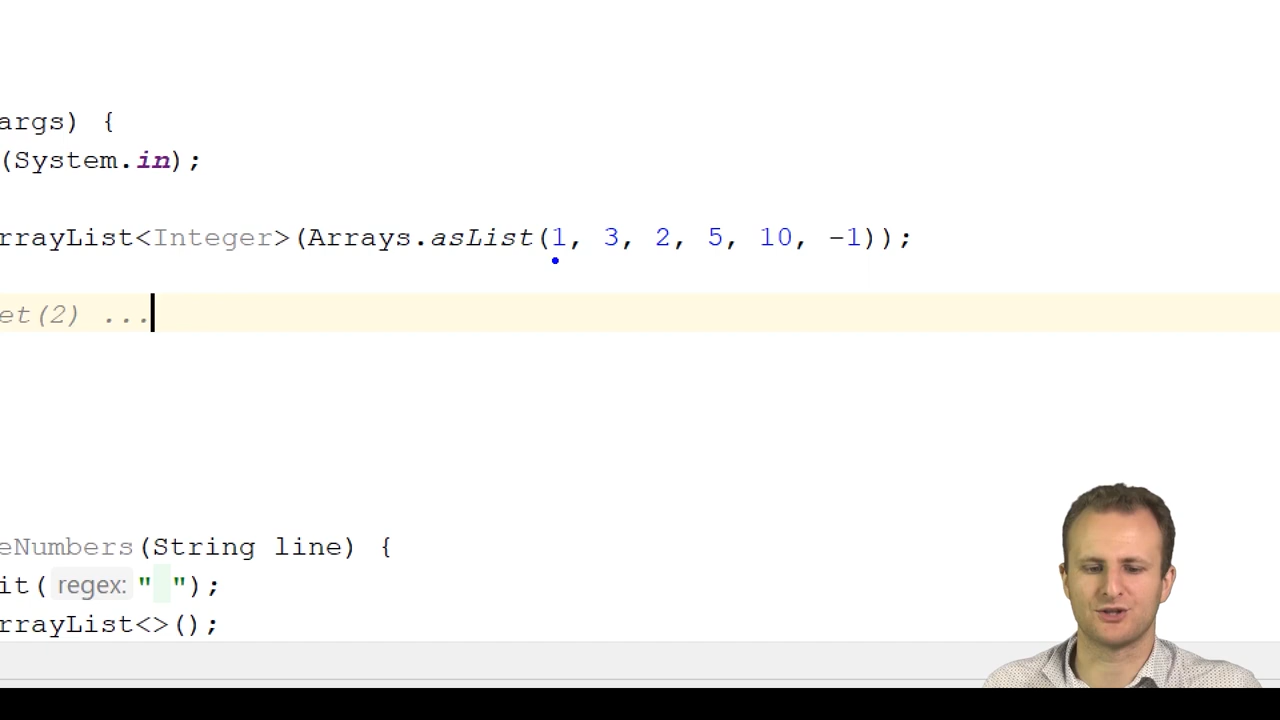 args) {
(System.in);
rrayList<Integer>(Arrays.asList(1, 3, 2, 5, 10, -1));
et(2) ...
eNumbers(String line) {
it( regex: " ");
rrayList<>();